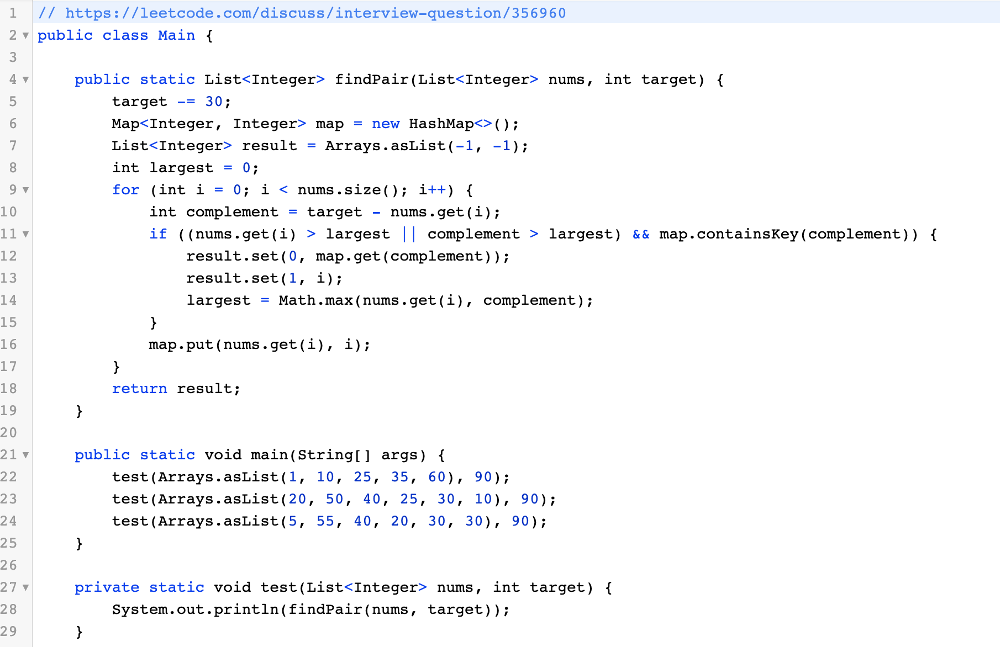 1 // https://leetcode.com/discuss/interview-question/356960
2 public class Main {
3
4     public static List<Integer> findPair(List<Integer> nums, int target) {
5         target -= 30;
6         Map<Integer, Integer> map = new HashMap<>();
7         List<Integer> result = Arrays.asList(-1, -1);
8         int largest = 0;
9         for (int i = 0; i < nums.size(); i++) {
10             int complement = target - nums.get(i);
11             if ((nums.get(i) > largest || complement > largest) && map.containsKey(complement)) {
12                 result.set(0, map.get(complement));
13                 result.set(1, i);
14                 largest = Math.max(nums.get(i), complement);
15             }
16             map.put(nums.get(i), i);
17         }
18         return result;
19     }
20
21     public static void main(String[] args) {
22         test(Arrays.asList(1, 10, 25, 35, 60), 90);
23         test(Arrays.asList(20, 50, 40, 25, 30, 10), 90);
24         test(Arrays.asList(5, 55, 40, 20, 30, 30), 90);
25     }
26
27     private static void test(List<Integer> nums, int target) {
28         System.out.println(findPair(nums, target));
29     }